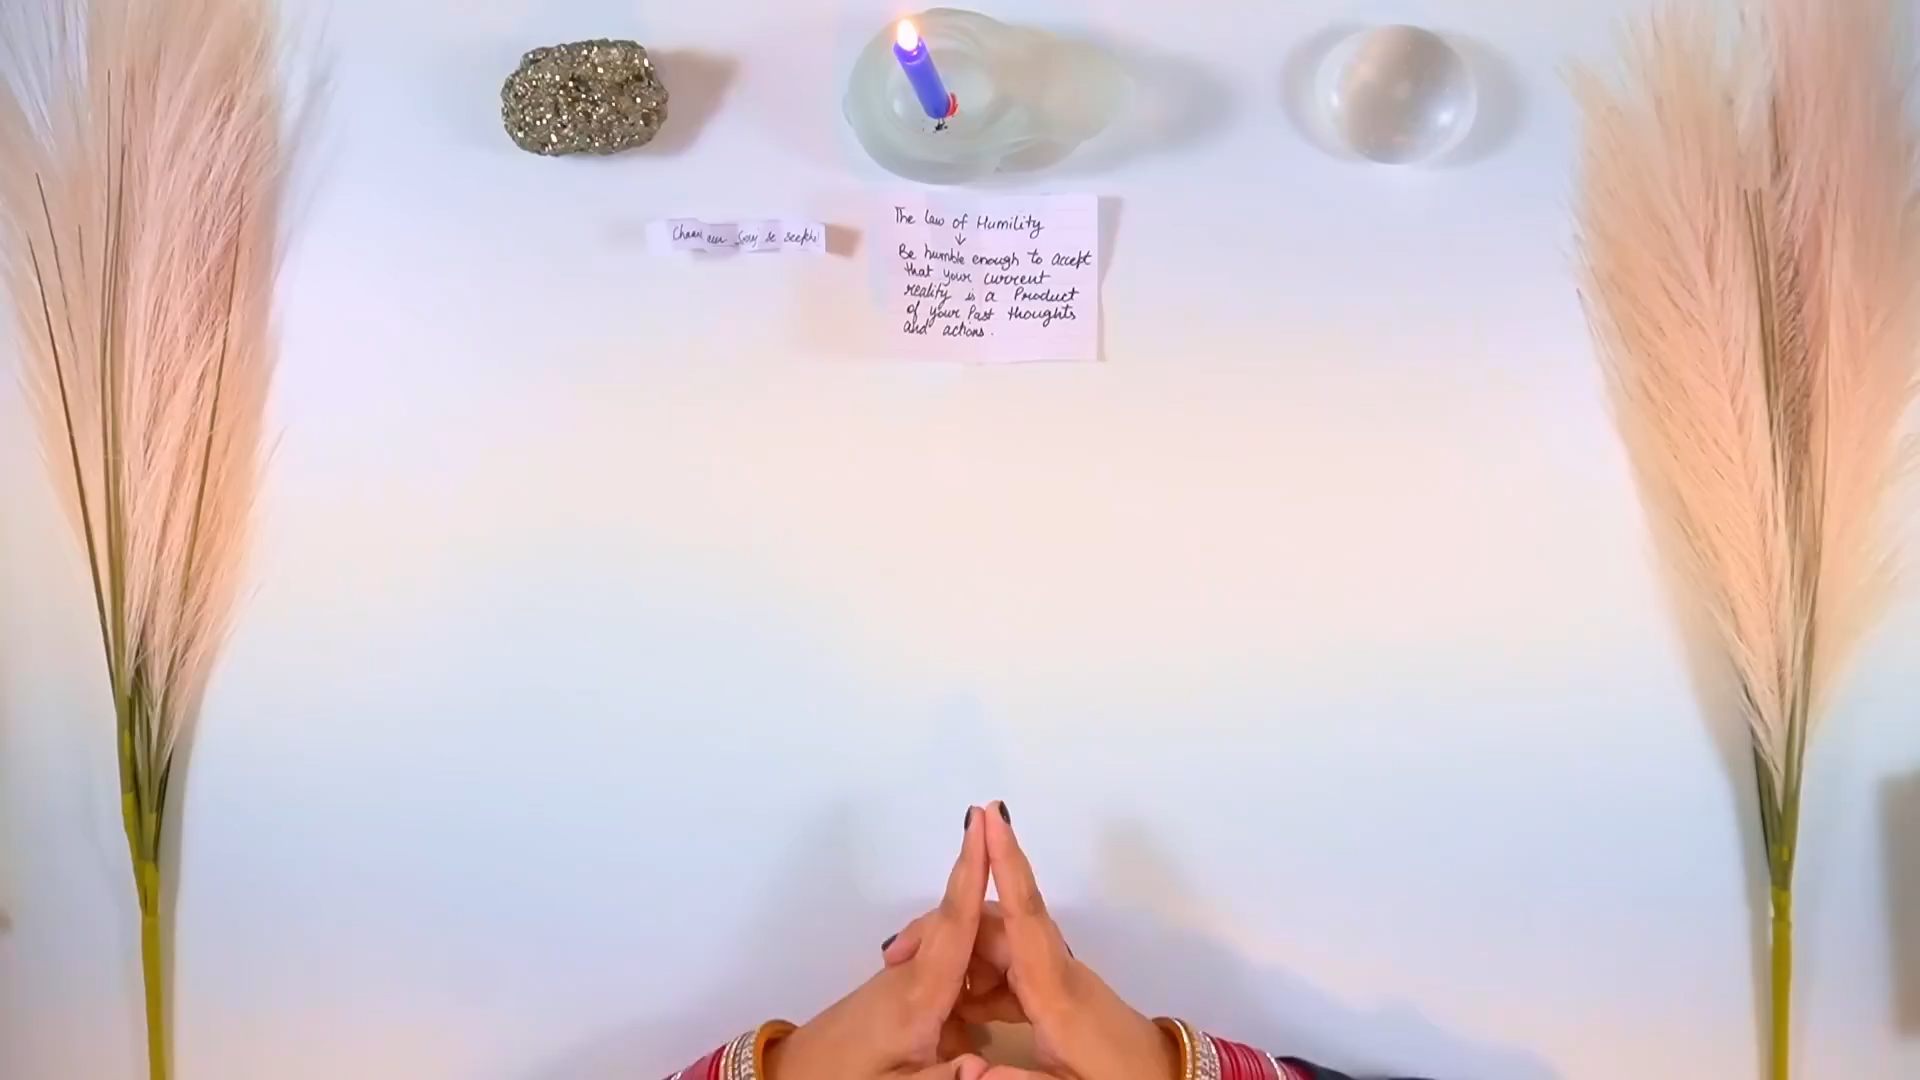 The Law of Humility
↓
Be humble enough to accept
that your current
reality is a Product
of your Past thoughts
and actions.
se